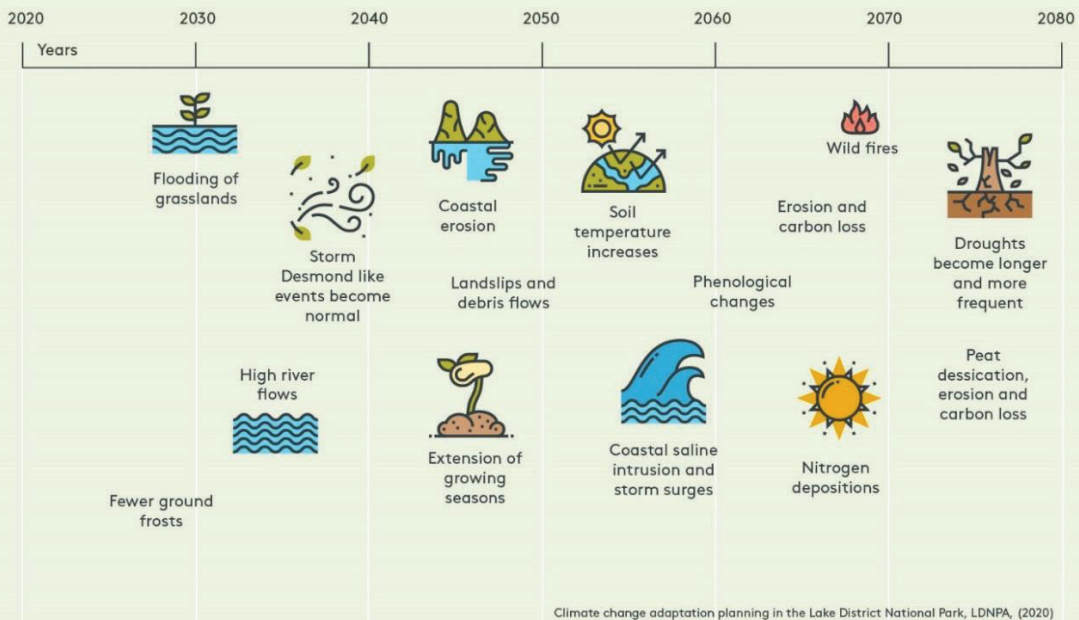 2020 2030 2040 2050 2060 2070 2080
Years
Flooding of
grasslands
Storm
Desmond like
events become
normal
Coastal
erosion
Soil
temperature
increases
Wild fires
Erosion and
carbon loss
Droughts
become longer
and more
frequent
Landslips and
debris flows
Phenological
changes
High river
flows
Peat
dessication,
erosion and
carbon loss
Extension of
growing
seasons
Coastal saline
intrusion and
storm surges
Nitrogen
depositions
Fewer ground
frosts
Climate change adaptation planning in the Lake District National Park, LDNPA, (2020)